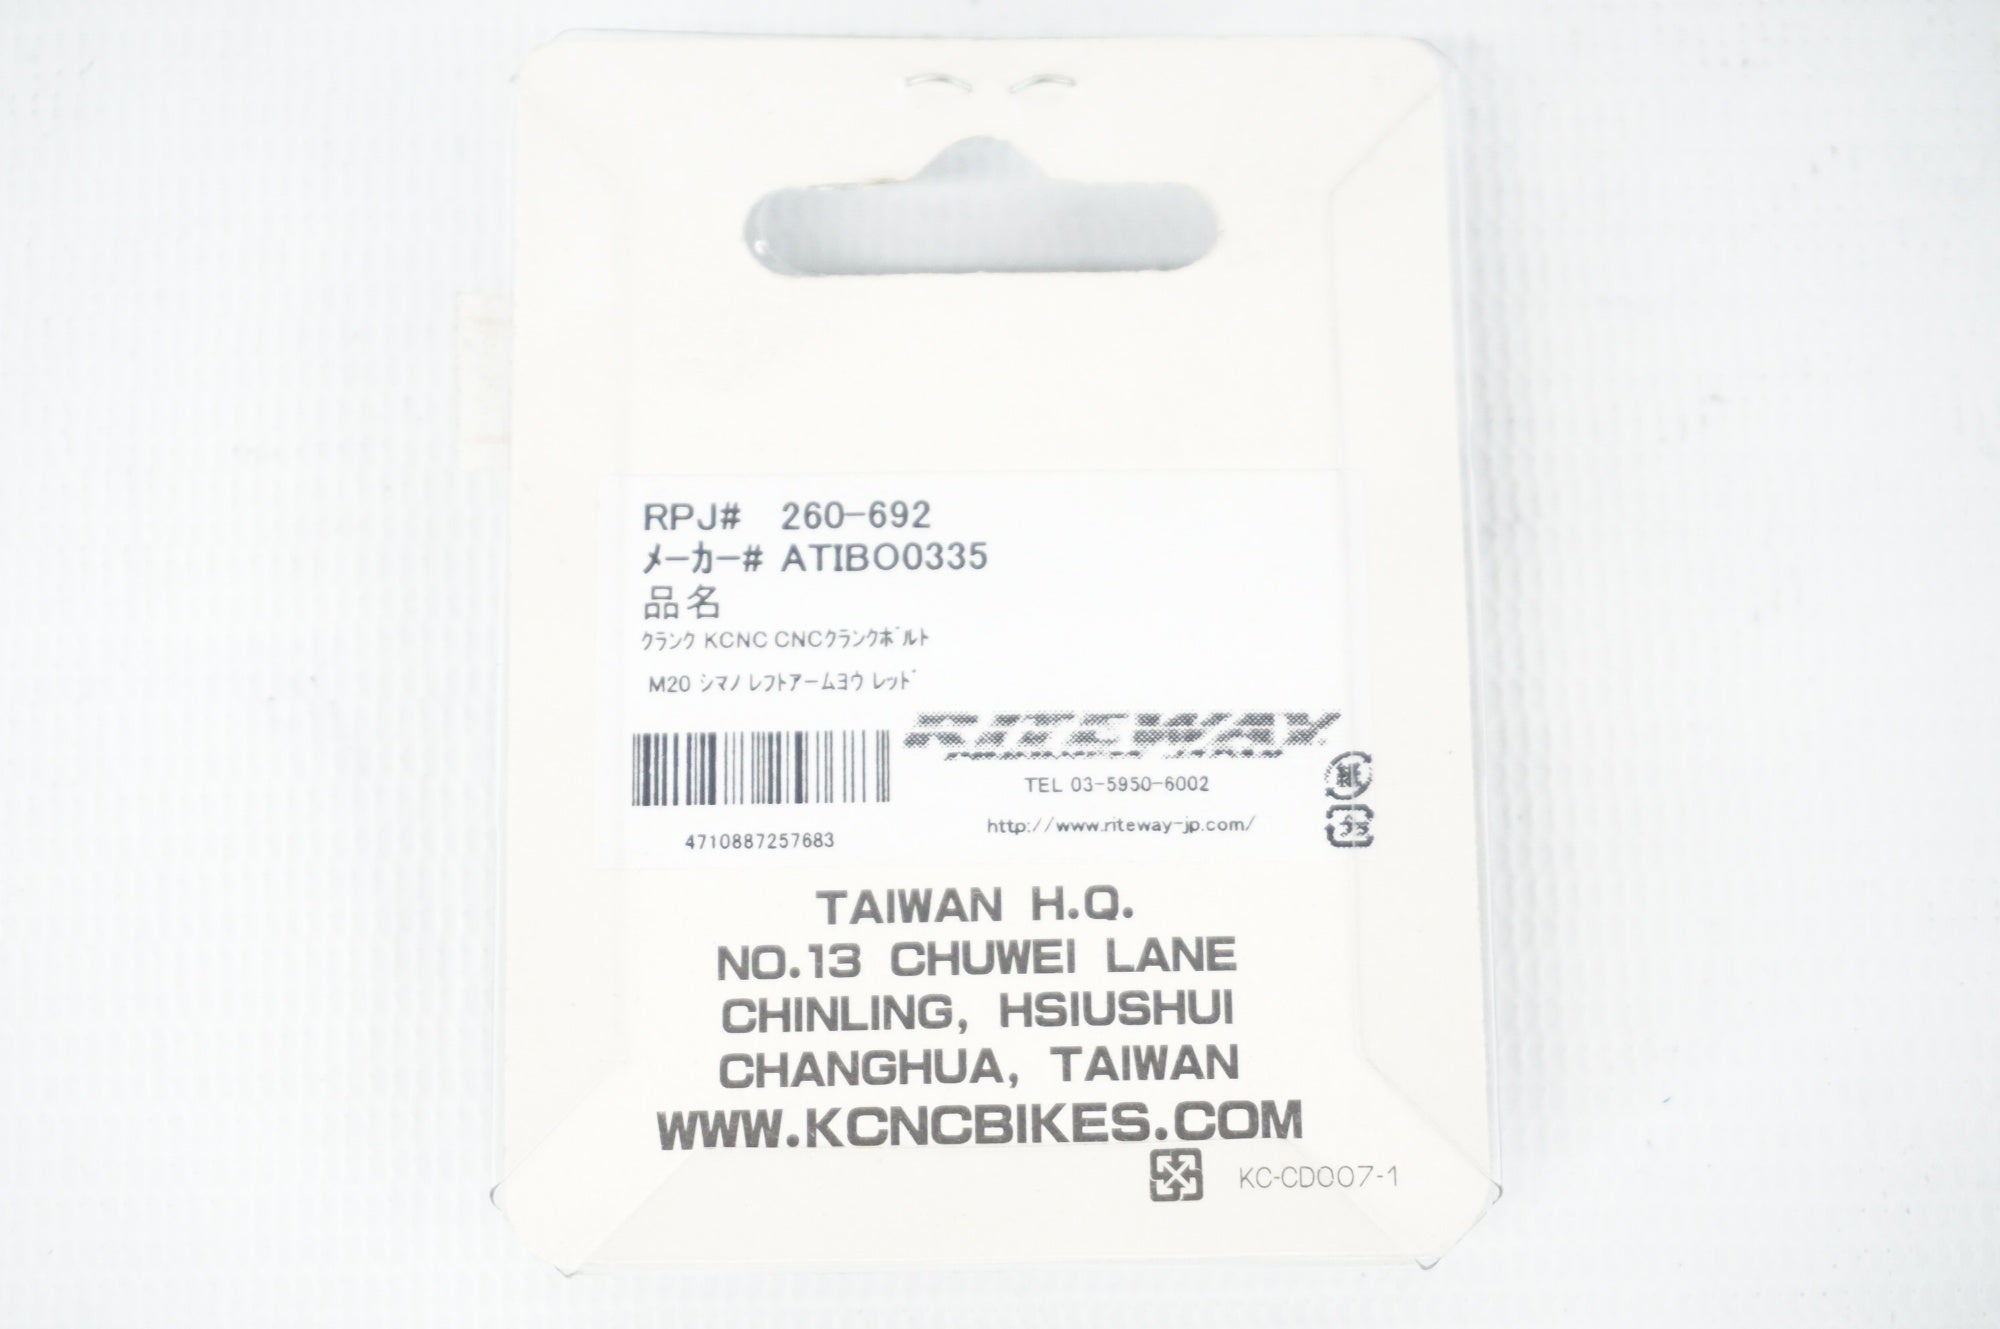 RPJ# 260-692
ﾒｰｶｰ# ATIBO0335
品名
ｸﾗﾝｸ KCNC CNCｸﾗﾝｸﾎﾞﾙﾄ
M20 ｼﾏﾉ ﾚﾌﾄｱｰﾑﾖｳ ﾚｯﾄﾞ
RITEWAY
TEL 03-5950-6002
紙
http://www.riteway-jp.com/
プラ
4710887257683
TAIWAN H.Q.
NO.13 CHUWEI LANE
CHINLING, HSIUSHUI
CHANGHUA, TAIWAN
WWW.KCNCBIKES.COM
KC-CD007-1